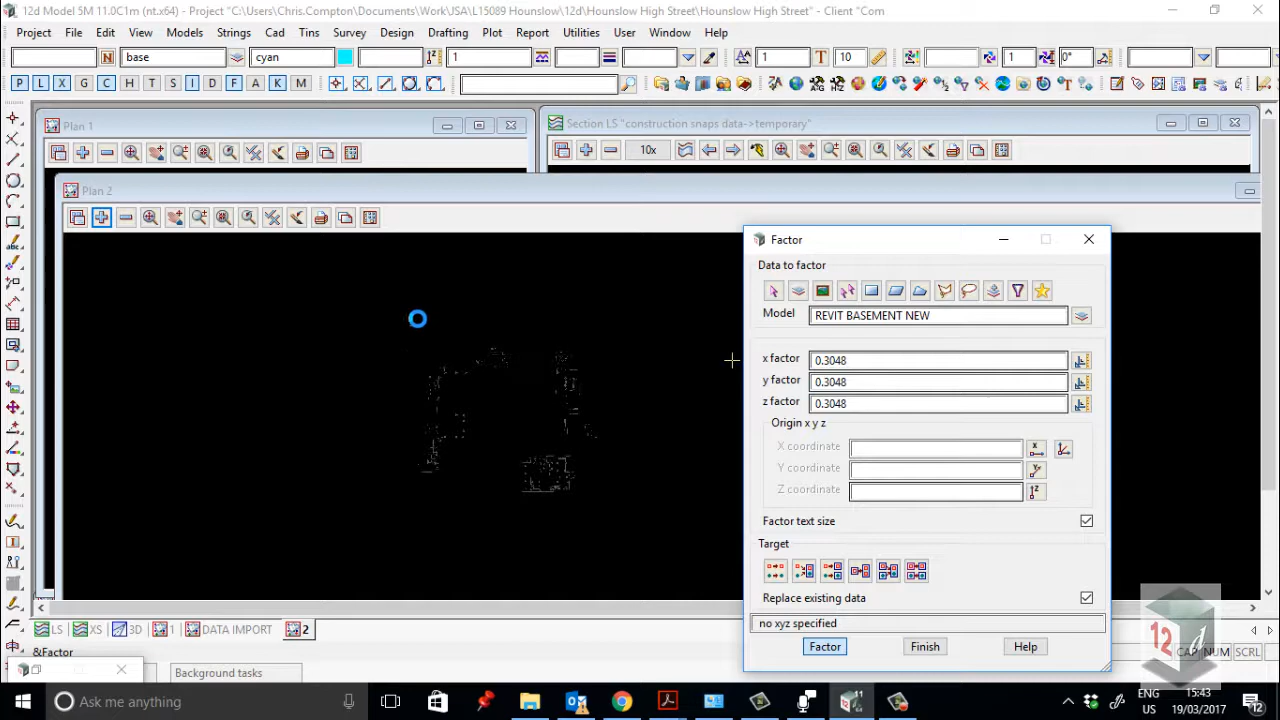 12d Model 5M 11.0C1m (nt.x64) - Project "C:\Users\Chris.Compton\Documents\Work\JSA\L15089 Hounslow\12d\Hounslow High Street\Hounslow High Street" - Client "Com
Project File Edit View Models Strings Cad Tins Survey Design Drafting Plot Report Utilities User Window Help
base cyan 1 1 10 1 0°
P L X G C H T S I D F A K M
Plan 1
Section LS "construction snaps data->temporary"
10x
Plan 2
Factor
Data to factor
Model REVIT BASEMENT NEW
x factor 0.3048
y factor 0.3048
z factor 0.3048
Origin x y z
X coordinate
Y coordinate
Z coordinate
Factor text size
Target
Replace existing data
no xyz specified
Factor Finish Help
LS XS 3D 1 DATA IMPORT 2
&Factor
CAP NUM SCRL
Background tasks
12 d
Ask me anything
ENG 15:43
US 19/03/2017